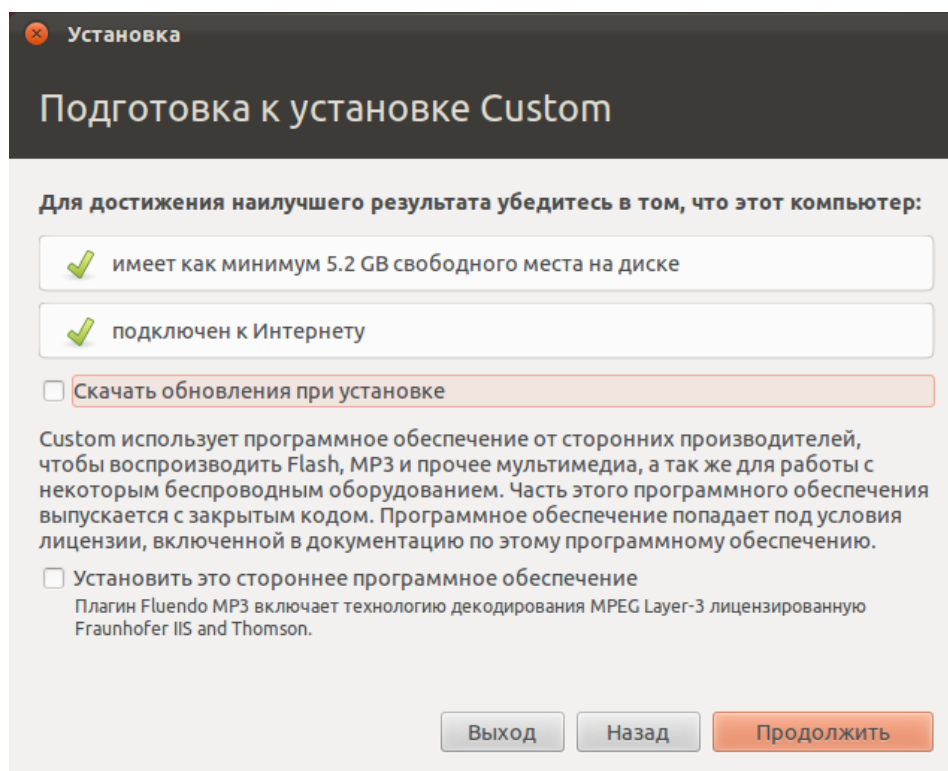 Установка
Подготовка к установке Custom
Для достижения наилучшего результата убедитесь в том, что этот компьютер:
имеет как минимум 5.2 GB свободного места на диске
подключен к Интернету
Скачать обновления при установке
Custom использует программное обеспечение от сторонних производителей,
чтобы воспроизводить Flash, MP3 и прочее мультимедиа, а так же для работы с
некоторым беспроводным оборудованием. Часть этого программного обеспечения
выпускается с закрытым кодом. Программное обеспечение попадает под условия
лицензии, включенной в документацию по этому программному обеспечению.
Установить это стороннее программное обеспечение
Плагин Fluendo MP3 включает технологию декодирования MPEG Layer-3 лицензированную
Fraunhofer IIS and Thomson.
Выход Назад Продолжить